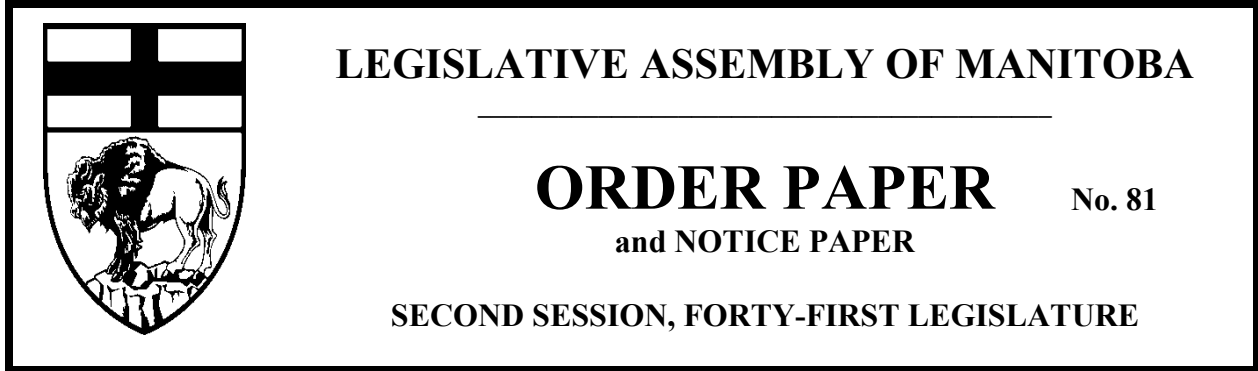 LEGISLATIVE ASSEMBLY OF MANITOBA
ORDER PAPER No. 81
and NOTICE PAPER
SECOND SESSION, FORTY-FIRST LEGISLATURE